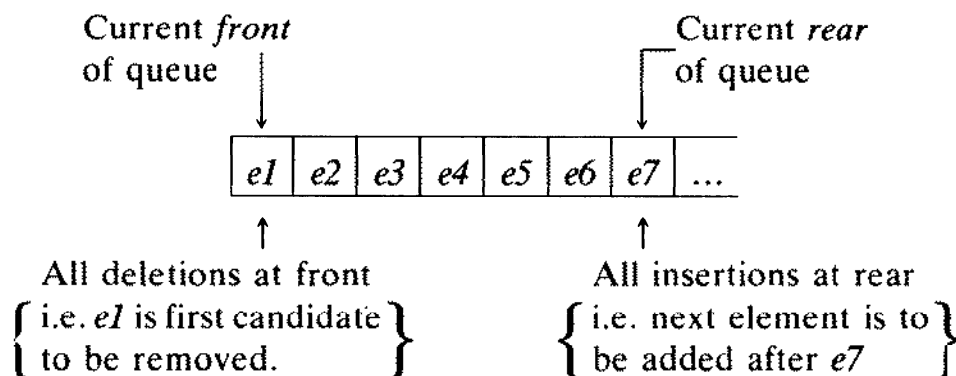 Current front
of queue
Current rear
of queue
e1 e2 e3 e4 e5 e6 e7 ...
All deletions at front
{ i.e. e1 is first candidate }
to be removed.
All insertions at rear
{ i.e. next element is to }
be added after e7